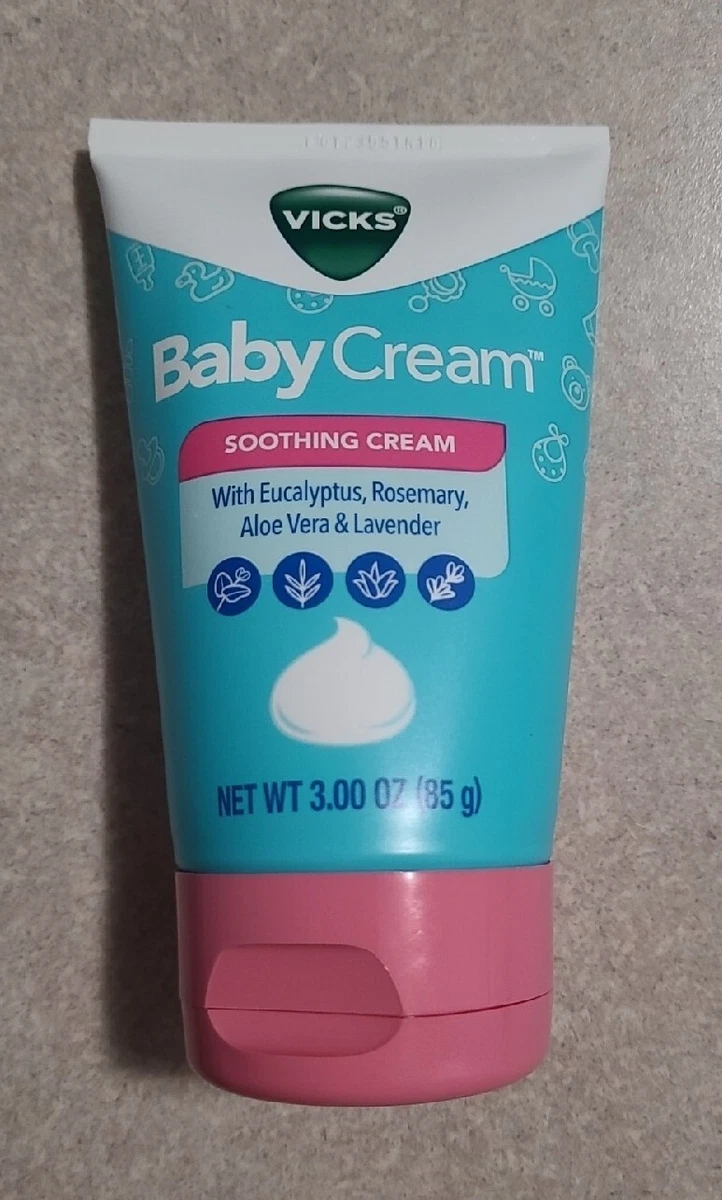 VICKS®
Baby Cream™
SOOTHING CREAM
With Eucalyptus, Rosemary,
Aloe Vera & Lavender
NET WT 3.00 OZ (85 g)